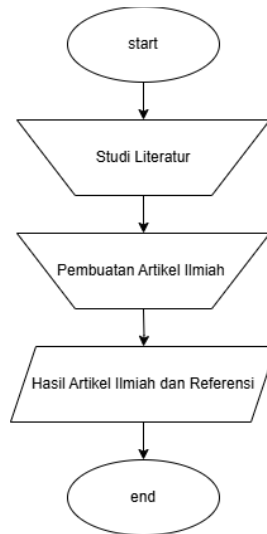 start
Studi Literatur
Pembuatan Artikel Ilmiah
Hasil Artikel Ilmiah dan Referensi
end